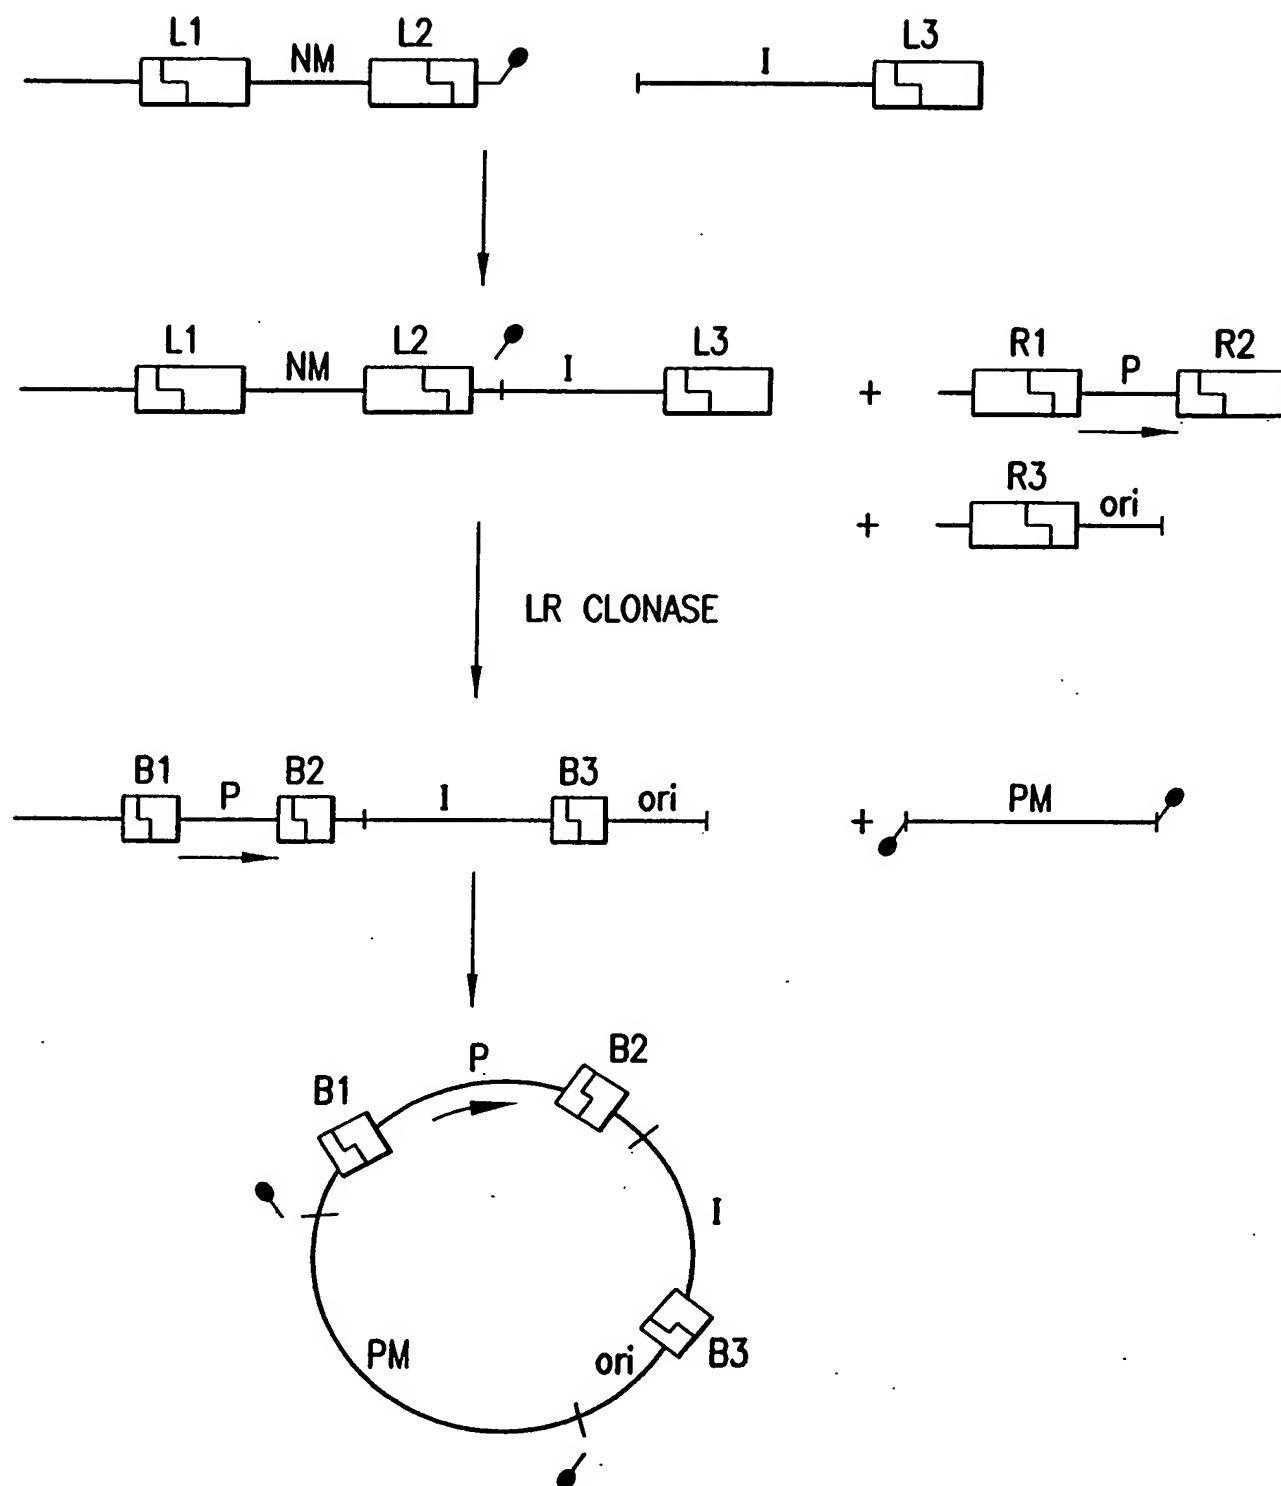 L1 NM L2 I L3
L1 NM L2 I L3 + R1 P R2
+ R3 ori
LR CLONASE
B1 P B2 I B3 ori + PM
P B2
B1
I
PM ori B3